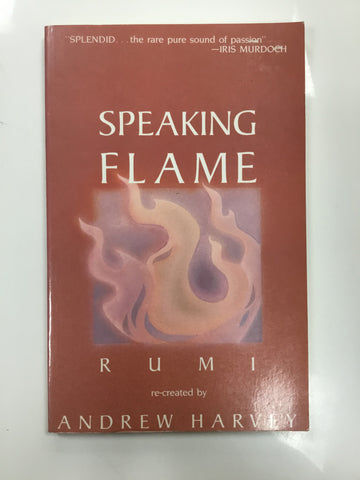 "SPLENDID. . . the rare pure sound of passion"
—IRIS MURDOCH
SPEAKING
FLAME
RUMI
re-created by
ANDREW HARVEY